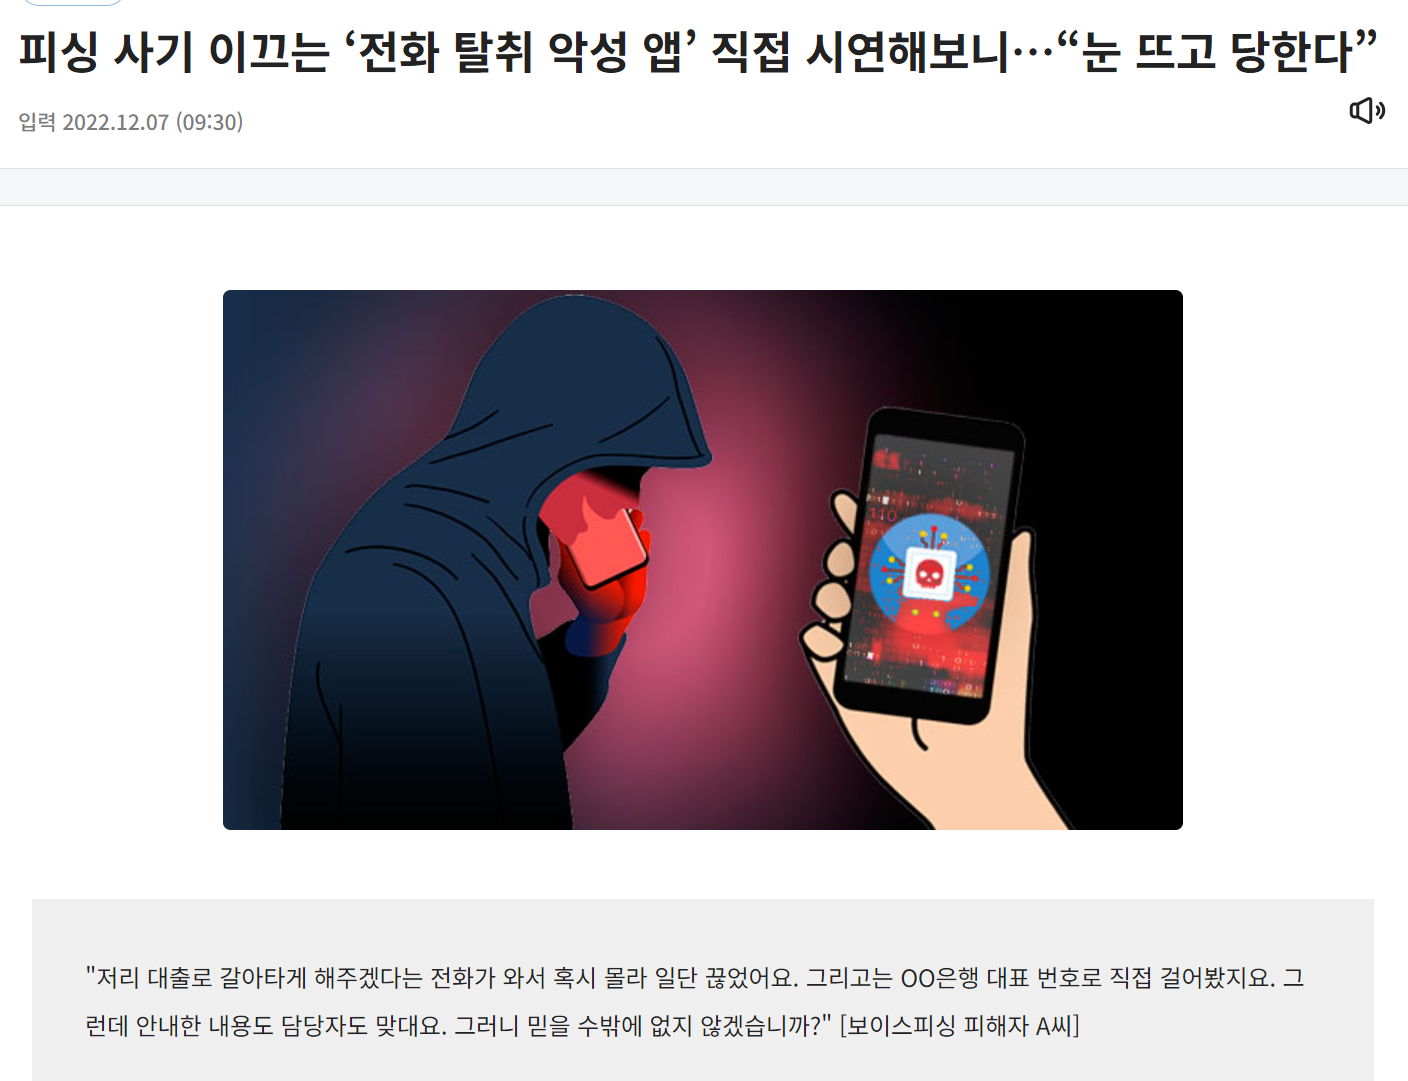 피싱 사기 이끄는 ‘전화 탈취 악성 앱’ 직접 시연해보니…“눈 뜨고 당한다”
입력 2022.12.07 (09:30)
"저리 대출로 갈아타게 해주겠다는 전화가 와서 혹시 몰라 일단 끊었어요. 그리고는 OO은행 대표 번호로 직접 걸어봤지요. 그
런데 안내한 내용도 담당자도 맞대요. 그러니 믿을 수밖에 없지 않겠습니까?" [보이스피싱 피해자 A씨]